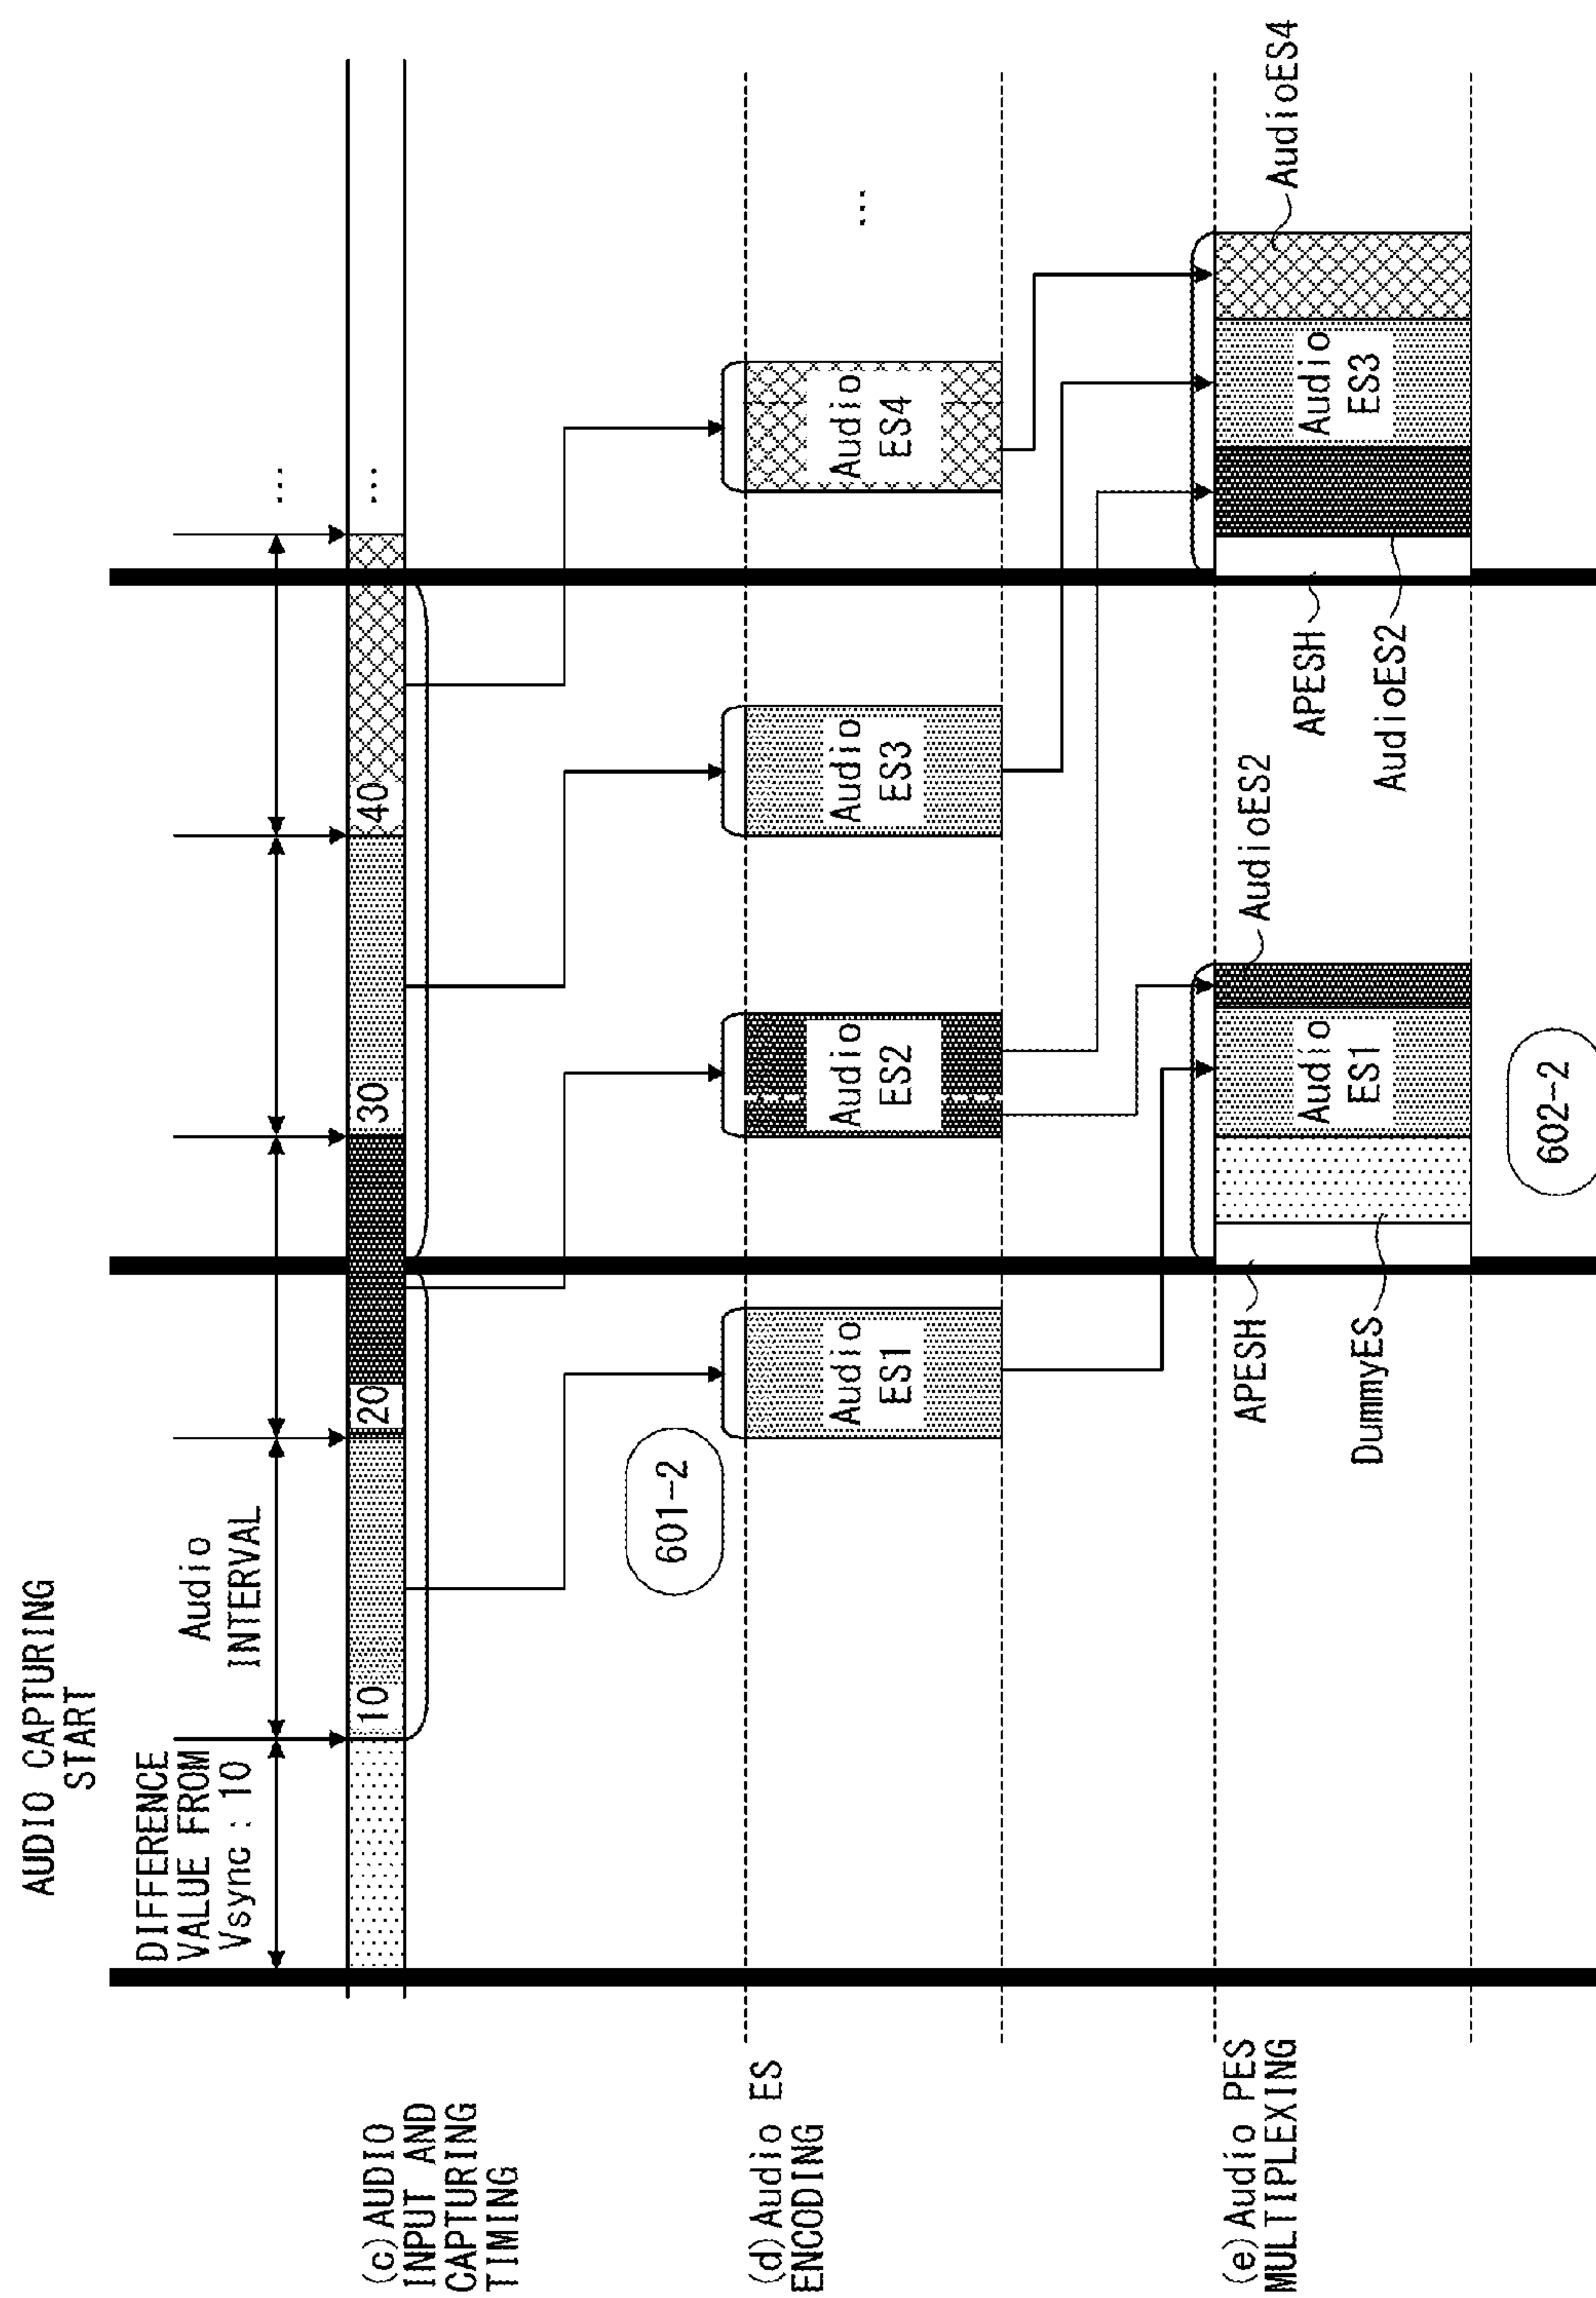 AUDIO CAPTURING
START
DIFFERENCE
VALUE FROM
Vsync : 10
Audio
INTERVAL
...
(c)AUDIO
INPUT AND
CAPTURING
TIMING
10
20
30
40
...
601-2
(d)Audio ES
ENCODING
Audio
ES1
Audio
ES2
Audio
ES3
Audio
ES4
...
(e)Audio PES
MULTIPLEXING
APESH
DummyES
Audio
ES1
AudioES2
APESH
AudioES2
Audio
ES3
AudioES4
602-2